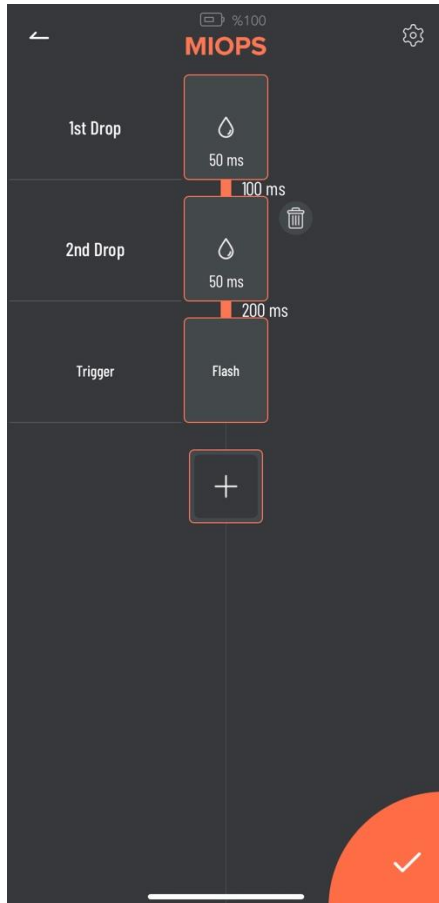 %100
MIOPS
1st Drop
50 ms
100 ms
2nd Drop
50 ms
200 ms
Trigger
Flash